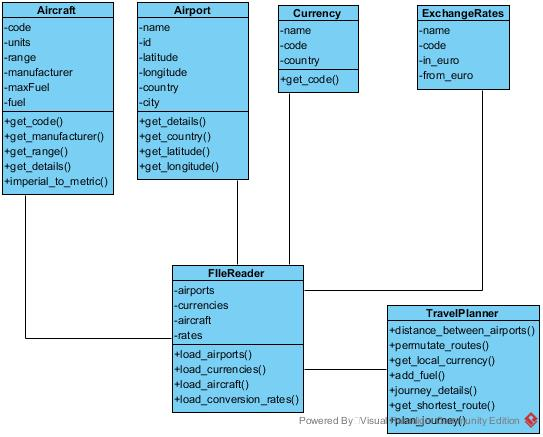 Aircraft
-code
-units
-range
-manufacturer
-maxFuel
-fuel
+get_code()
+get_manufacturer()
+get_range()
+get_details()
+imperial_to_metric()
Airport
-name
-id
-latitude
-longitude
-country
-city
+get_details()
+get_country()
+get_latitude()
+get_longitude()
Currency
-name
-code
-country
+get_code()
ExchangeRates
-name
-code
-in_euro
-from_euro
FIleReader
-airports
-currencies
-aircraft
-rates
+load_airports()
+load_currencies()
+load_aircraft()
+load_conversion_rates()
TravelPlanner
+distance_between_airports()
+permutate_routes()
+get_local_currency()
+add_fuel()
+journey_details()
+get_shortest_route()
+plan_journey()
Powered By Visual Paradigm Community Edition